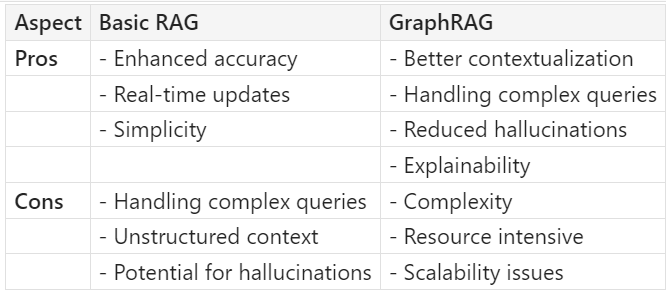 Aspect Basic RAG GraphRAG
Pros - Enhanced accuracy - Better contextualization
- Real-time updates - Handling complex queries
- Simplicity - Reduced hallucinations
- Explainability
Cons - Handling complex queries - Complexity
- Unstructured context - Resource intensive
- Potential for hallucinations - Scalability issues